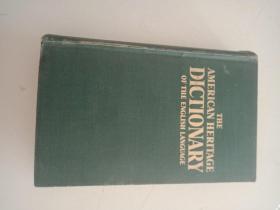 THE
AMERICAN HERITAGE
DICTIONARY
OF THE ENGLISH LANGUAGE